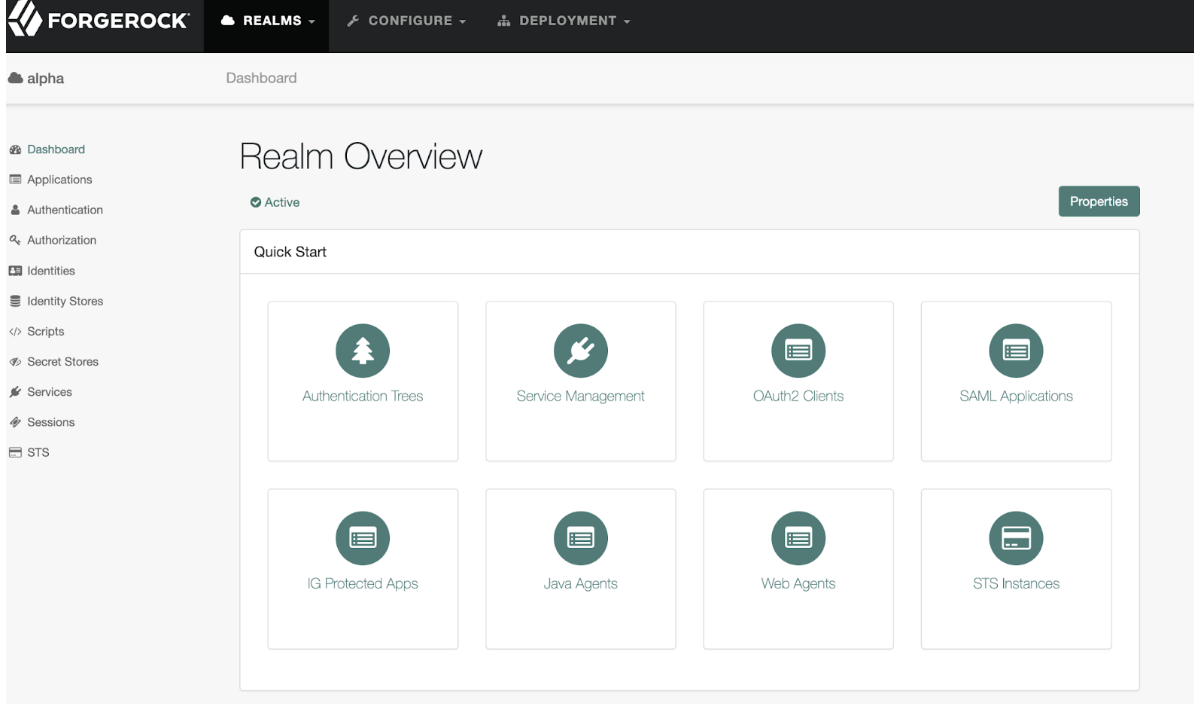 FORGEROCK REALMS CONFIGURE DEPLOYMENT
alpha Dashboard
Dashboard
Applications
Authentication
Authorization
Identities
Identity Stores
Scripts
Secret Stores
Services
Sessions
STS
Realm Overview
Active
Properties
Quick Start
Authentication Trees
Service Management
OAuth2 Clients
SAML Applications
IG Protected Apps
Java Agents
Web Agents
STS Instances